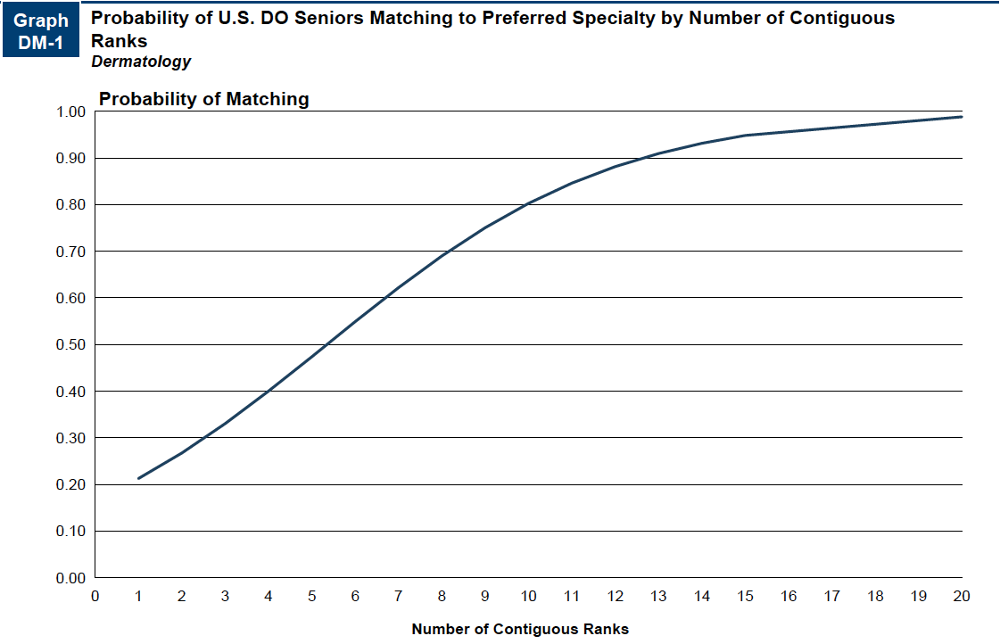 Graph
DM-1
Probability of U.S. DO Seniors Matching to Preferred Specialty by Number of Contiguous
Ranks
Dermatology
Probability of Matching
1.00
0.90
0.80
0.70
0.60
0.50
0.40
0.30
0.20
0.10
0.00
0 1 2 3 4 5 6 7 8 9 10 11 12 13 14 15 16 17 18 19 20
Number of Contiguous Ranks